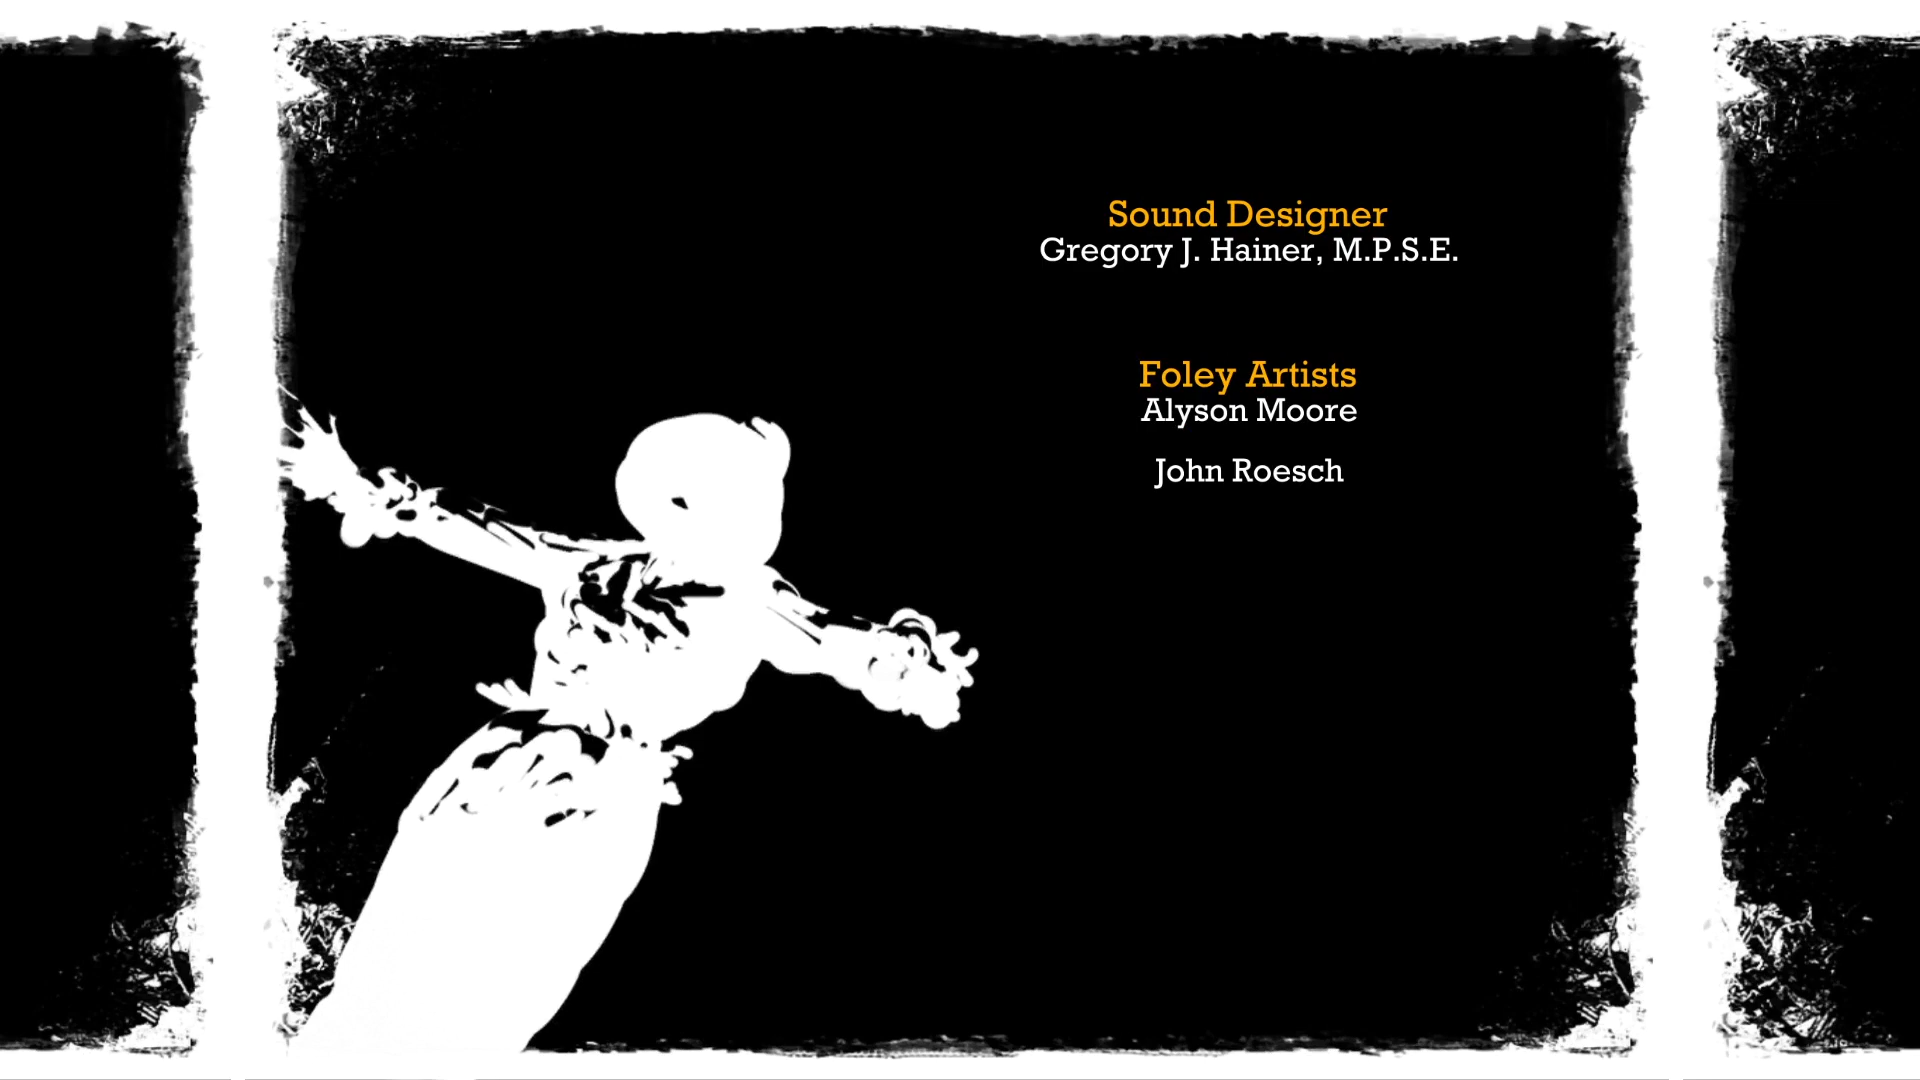 Sound Designer
Gregory J. Hainer, M.P.S.E.
Foley Artists
Alyson Moore
John Roesch